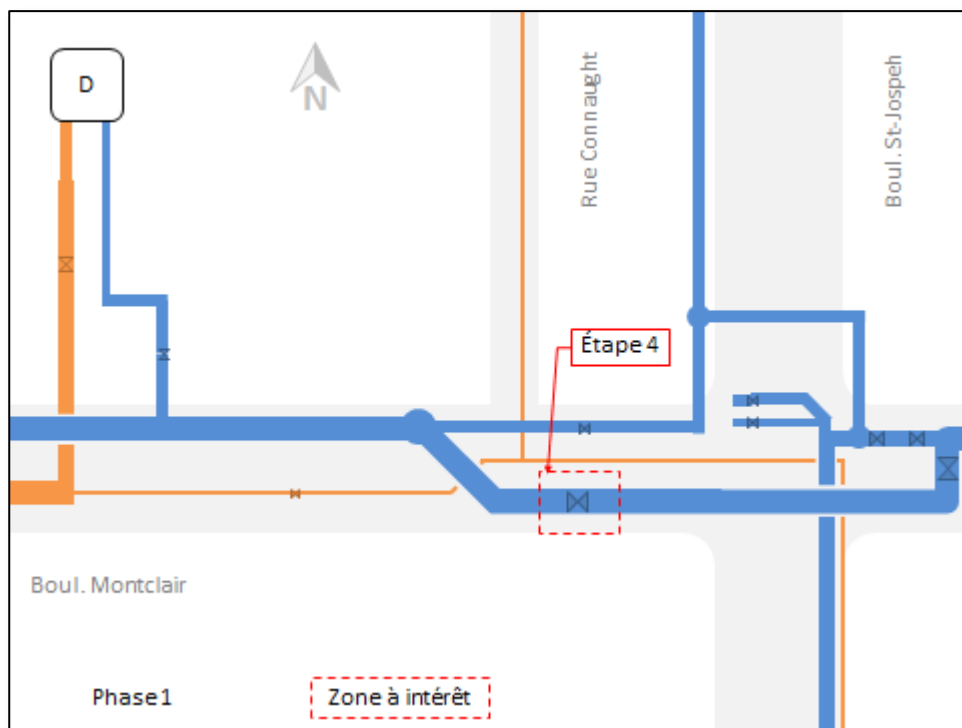 D
N
Rue Connaught
Boul. St-Jospeh
Étape 4
Boul. Montclair
Phase 1
Zone à intérêt